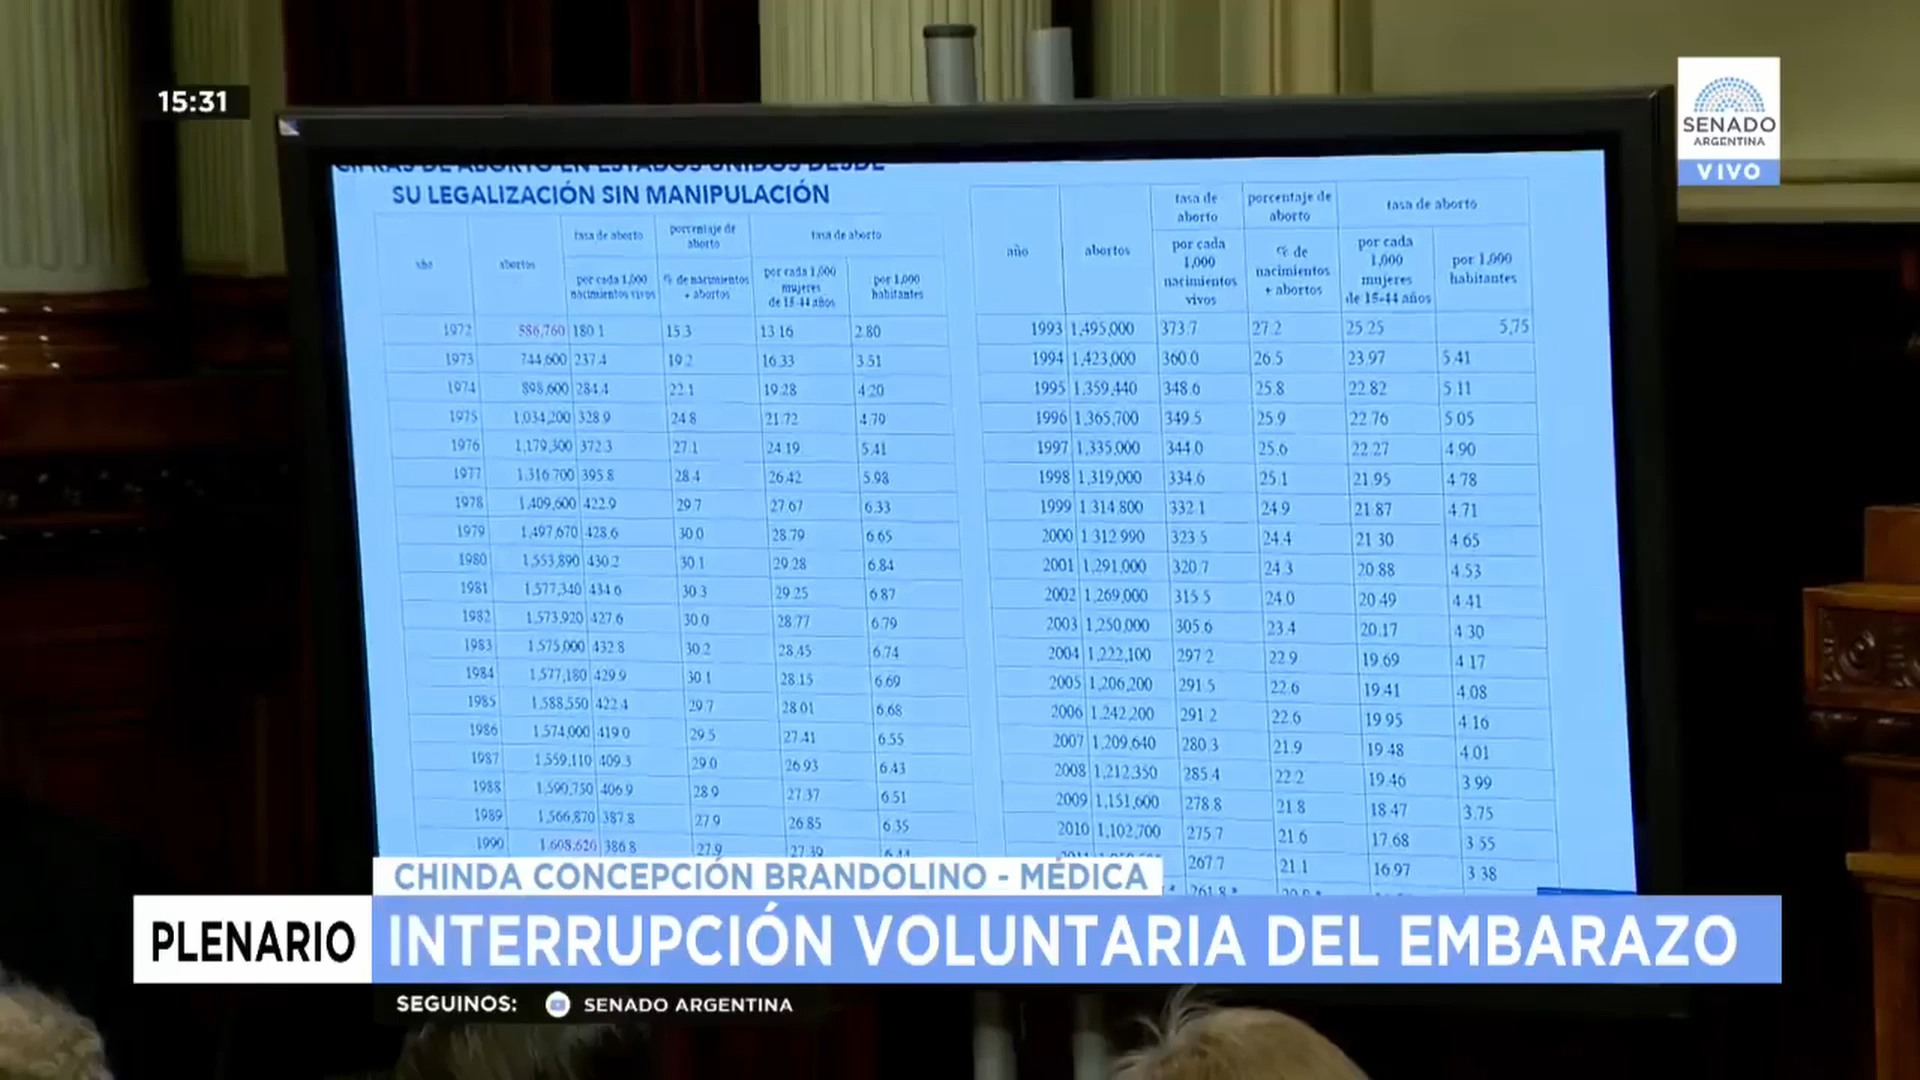 15:31
SENADO
ARGENTINA
VIVO
CIFRAS DE ABORTO EN ESTADOS UNIDOS DESDE
SU LEGALIZACIÓN SIN MANIPULACIÓN
año abortos tasa de aborto porcentaje de aborto tasa de aborto
por cada 1,000 nacimientos vivos % de nacimientos + abortos por cada 1,000 mujeres de 15-44 años por 1,000 habitantes
1972 586,760 180.1 15.3 13.16 2.80
1973 744,600 237.4 19.2 16.33 3.51
1974 898,600 284.4 22.1 19.28 4.20
1975 1,034,200 328.9 24.8 21.72 4.79
1976 1,179,300 372.3 27.1 24.19 5.41
1977 1.316 700 395.8 28.4 26.42 5.98
1978 1,409,600 422.9 29.7 27.67 6.33
1979 1,497,670 428.6 30.0 28.79 6.65
1980 1,553,890 430.2 30.1 29.28 6.84
1981 1,577,340 434.6 30.3 29.25 6.87
1982 1,573,920 427.6 30.0 28.77 6.79
1983 1,575,000 432.8 30.2 28.45 6.74
1984 1,577,180 429.9 30.1 28.15 6.69
1985 1,588,550 422.4 29.7 28.01 6.68
1986 1,574,000 419.0 29.5 27.41 6.55
1987 1,559,110 409.3 29.0 26.93 6.43
1988 1,590,750 406.9 28.9 27.37 6.51
1989 1,566,870 387.8 27.9 26.85 6.35
1990 1,608,620 386.8 27.9 27.39 6.44
año abortos tasa de aborto porcentaje de aborto tasa de aborto
por cada 1,000 nacimientos vivos % de nacimientos + abortos por cada 1,000 mujeres de 15-44 años por 1,000 habitantes
1993 1,495,000 373.7 27.2 25.25 5,75
1994 1,423,000 360.0 26.5 23.97 5.41
1995 1,359,440 348.6 25.8 22.82 5.11
1996 1,365,700 349.5 25.9 22.76 5.05
1997 1,335,000 344.0 25.6 22.27 4.90
1998 1,319,000 334.6 25.1 21.95 4.78
1999 1,314,800 332.1 24.9 21.87 4.71
2000 1,312,990 323.5 24.4 21.30 4.65
2001 1,291,000 320.7 24.3 20.88 4.53
2002 1,269,000 315.5 24.0 20.49 4.41
2003 1,250,000 305.6 23.4 20.17 4.30
2004 1,222,100 297.2 22.9 19.69 4.17
2005 1,206,200 291.5 22.6 19.41 4.08
2006 1,242,200 291.2 22.6 19.95 4.16
2007 1,209,640 280.3 21.9 19.48 4.01
2008 1,212,350 285.4 22.2 19.46 3.99
2009 1,151,600 278.8 21.8 18.47 3.75
2010 1,102,700 275.7 21.6 17.68 3.55
267.7 21.1 16.97 3.38
261.8 *
CHINDA CONCEPCIÓN BRANDOLINO - MÉDICA
PLENARIO
INTERRUPCIÓN VOLUNTARIA DEL EMBARAZO
SEGUINOS: SENADO ARGENTINA